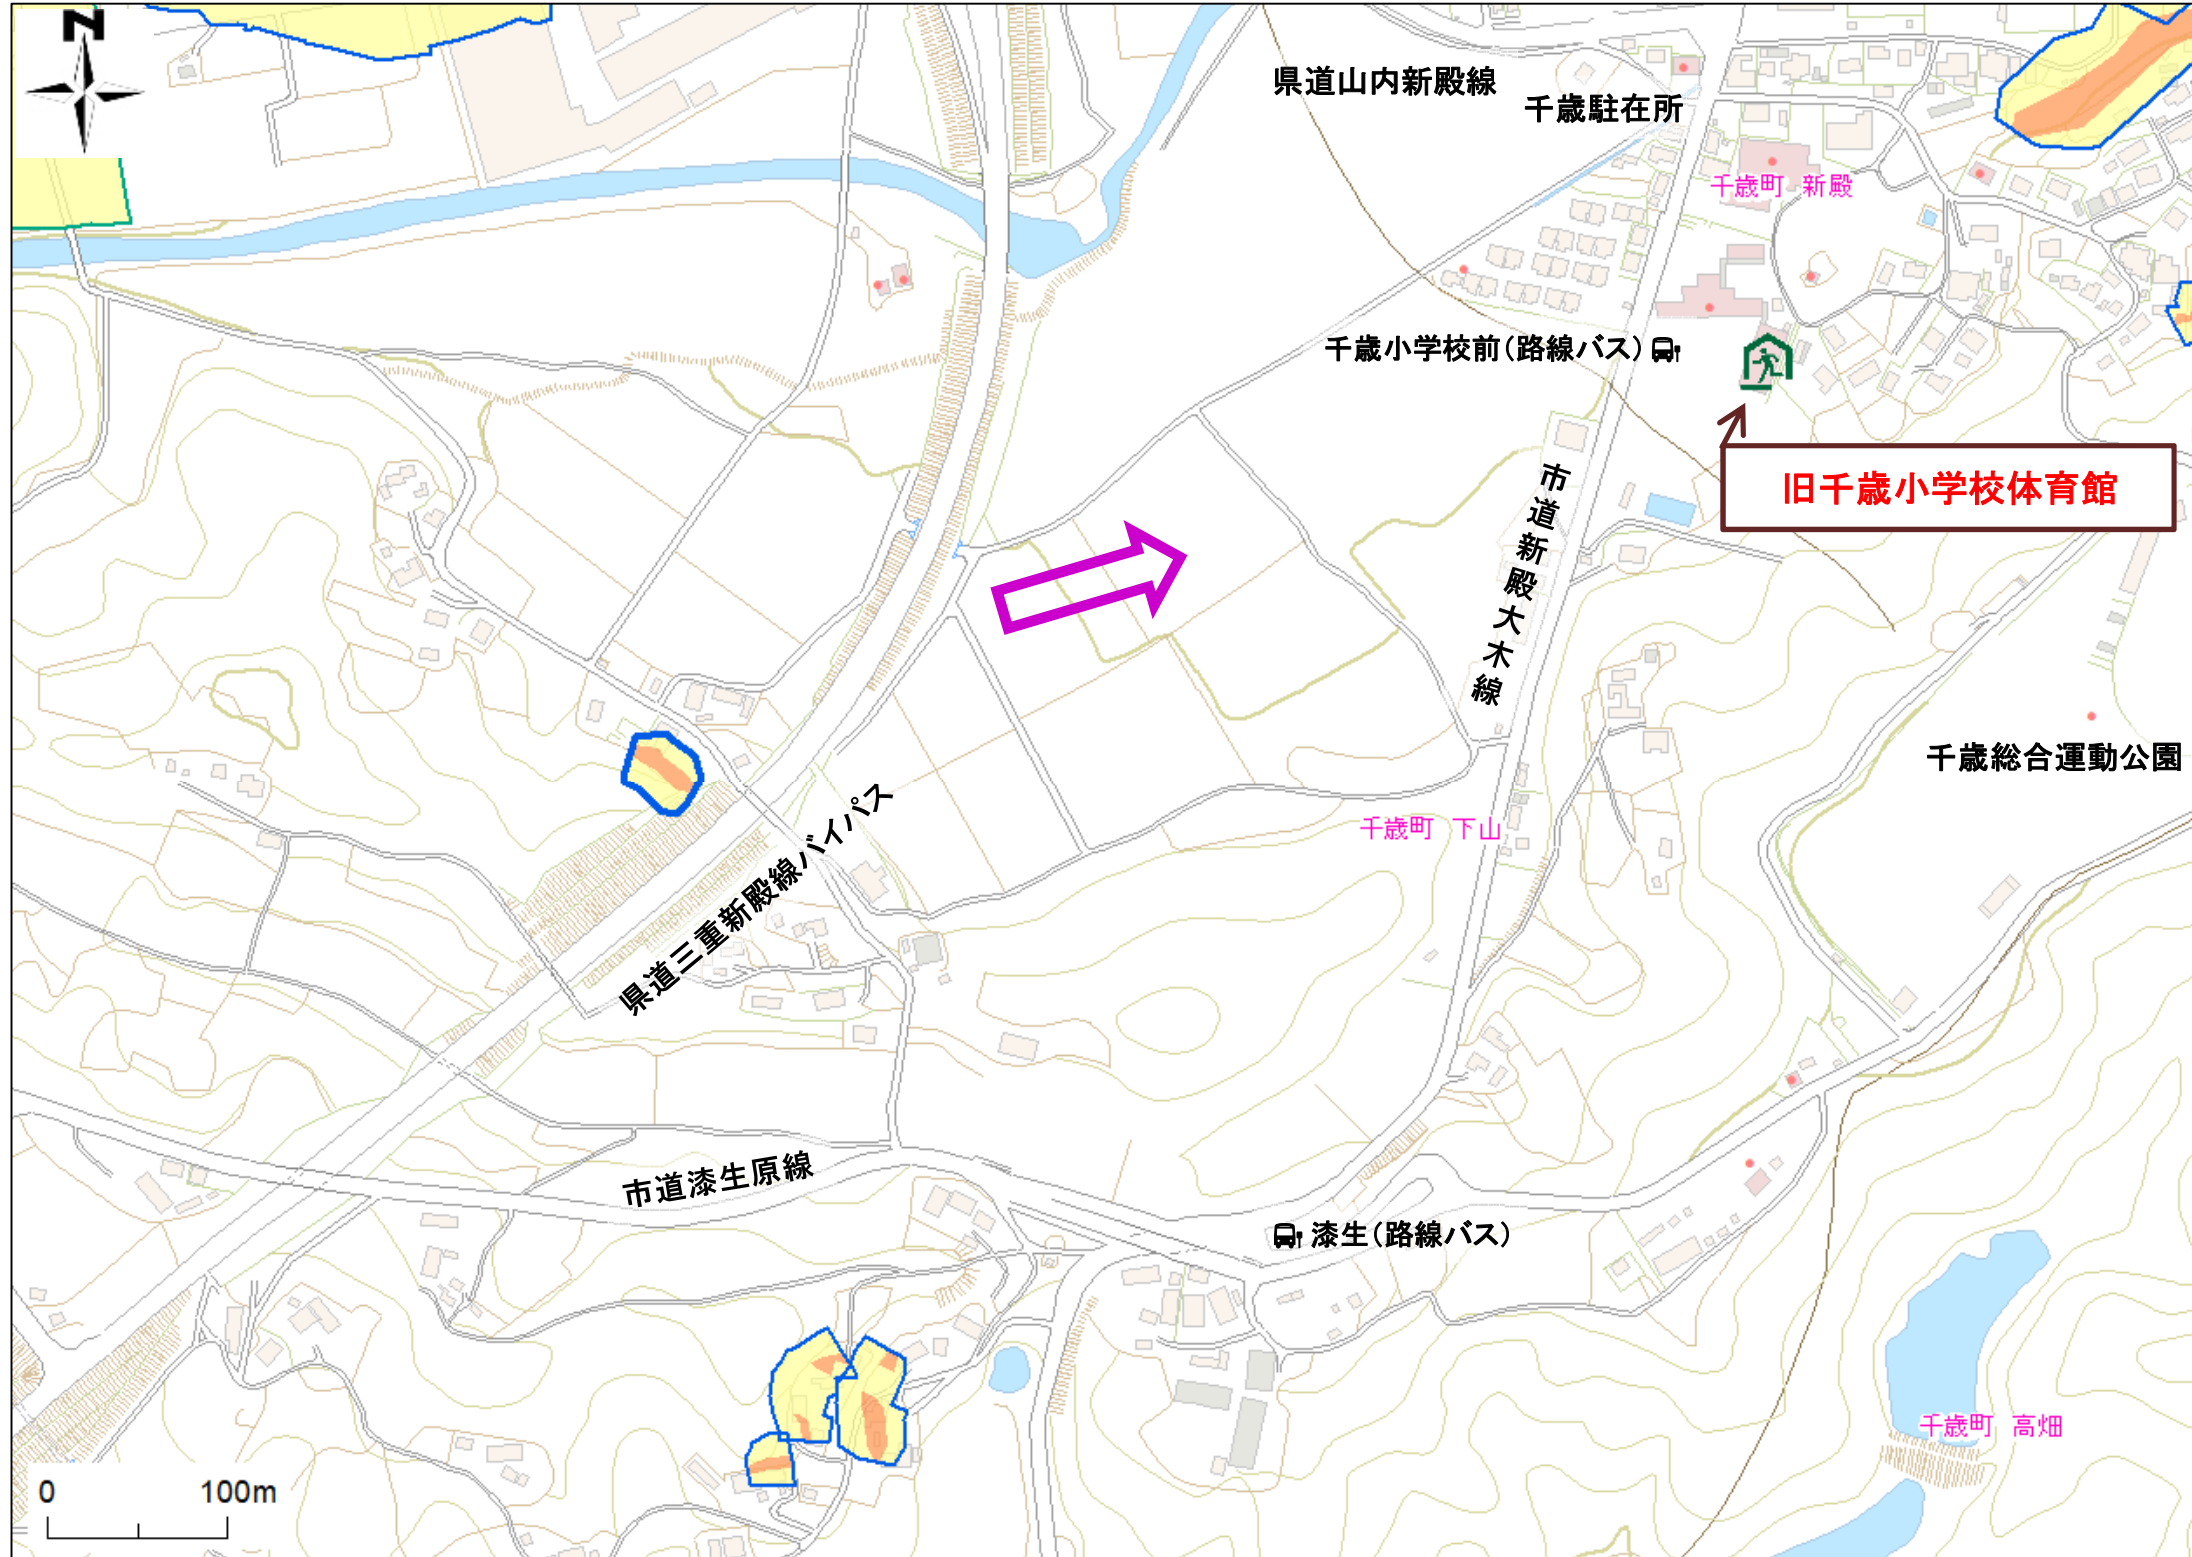 N
県道山内新殿線
千歳駐在所
千歳町 新殿
千歳小学校前(路線バス)
旧千歳小学校体育館
市道新殿大木線
千歳総合運動公園
千歳町 下山
県道三重新殿線バイパス
市道漆生原線
漆生(路線バス)
千歳町 高畑
0 100m